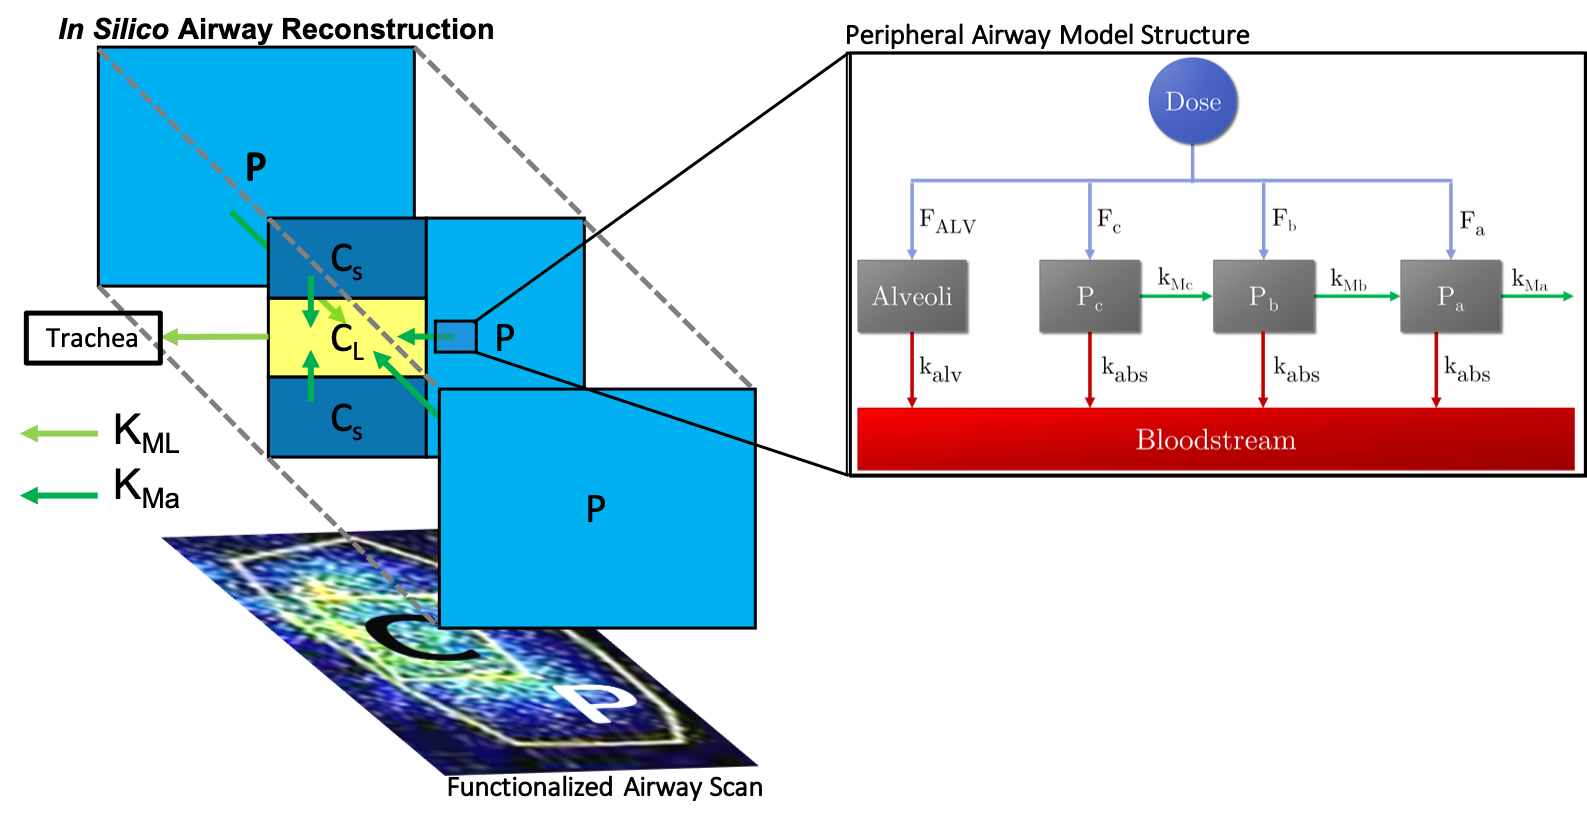 In Silico Airway Reconstruction
P
Cs
CL
P
Cs
P
Trachea
KML
KMa
C
P
Functionalized Airway Scan
Peripheral Airway Model Structure
Dose
FALV
Fc
Fb
Fa
Alveoli
Pc
kMc
Pb
kMb
Pa
kMa
kalv
kabs
kabs
kabs
Bloodstream